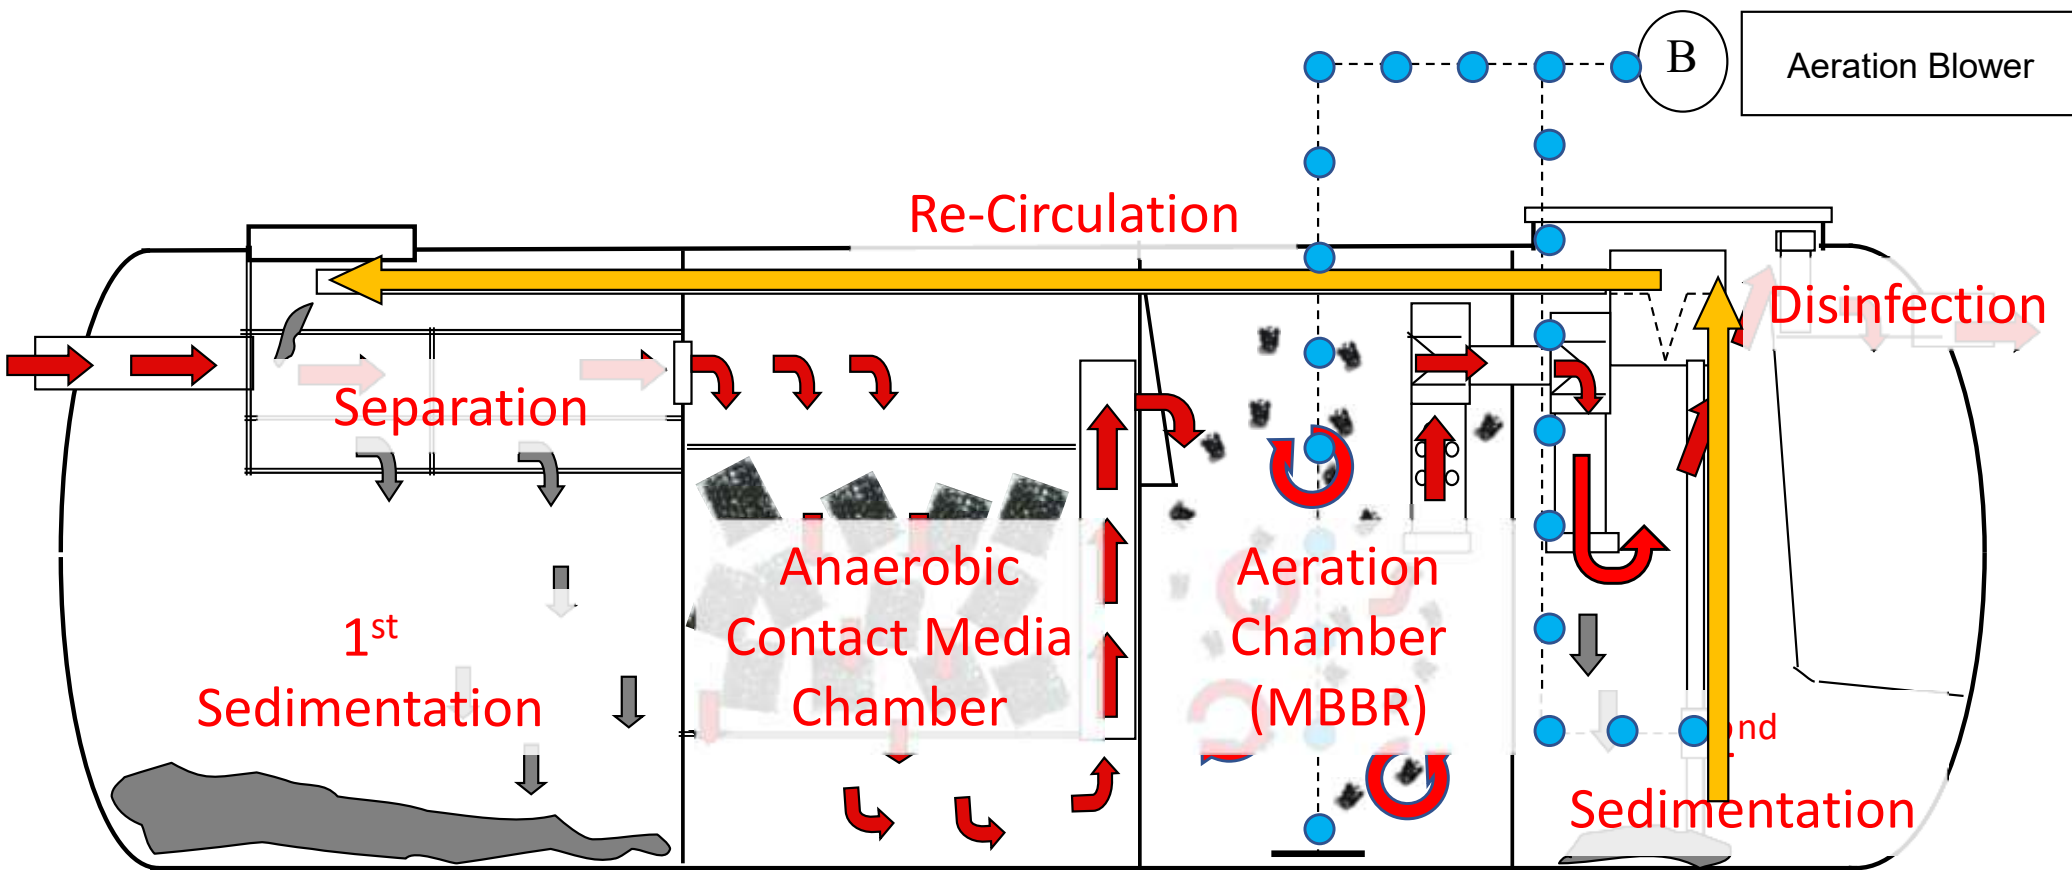 B
Aeration Blower
Re-Circulation
Disinfection
Separation
Anaerobic
Contact Media
Chamber
Aeration
Chamber
(MBBR)
1st
Sedimentation
nd
Sedimentation